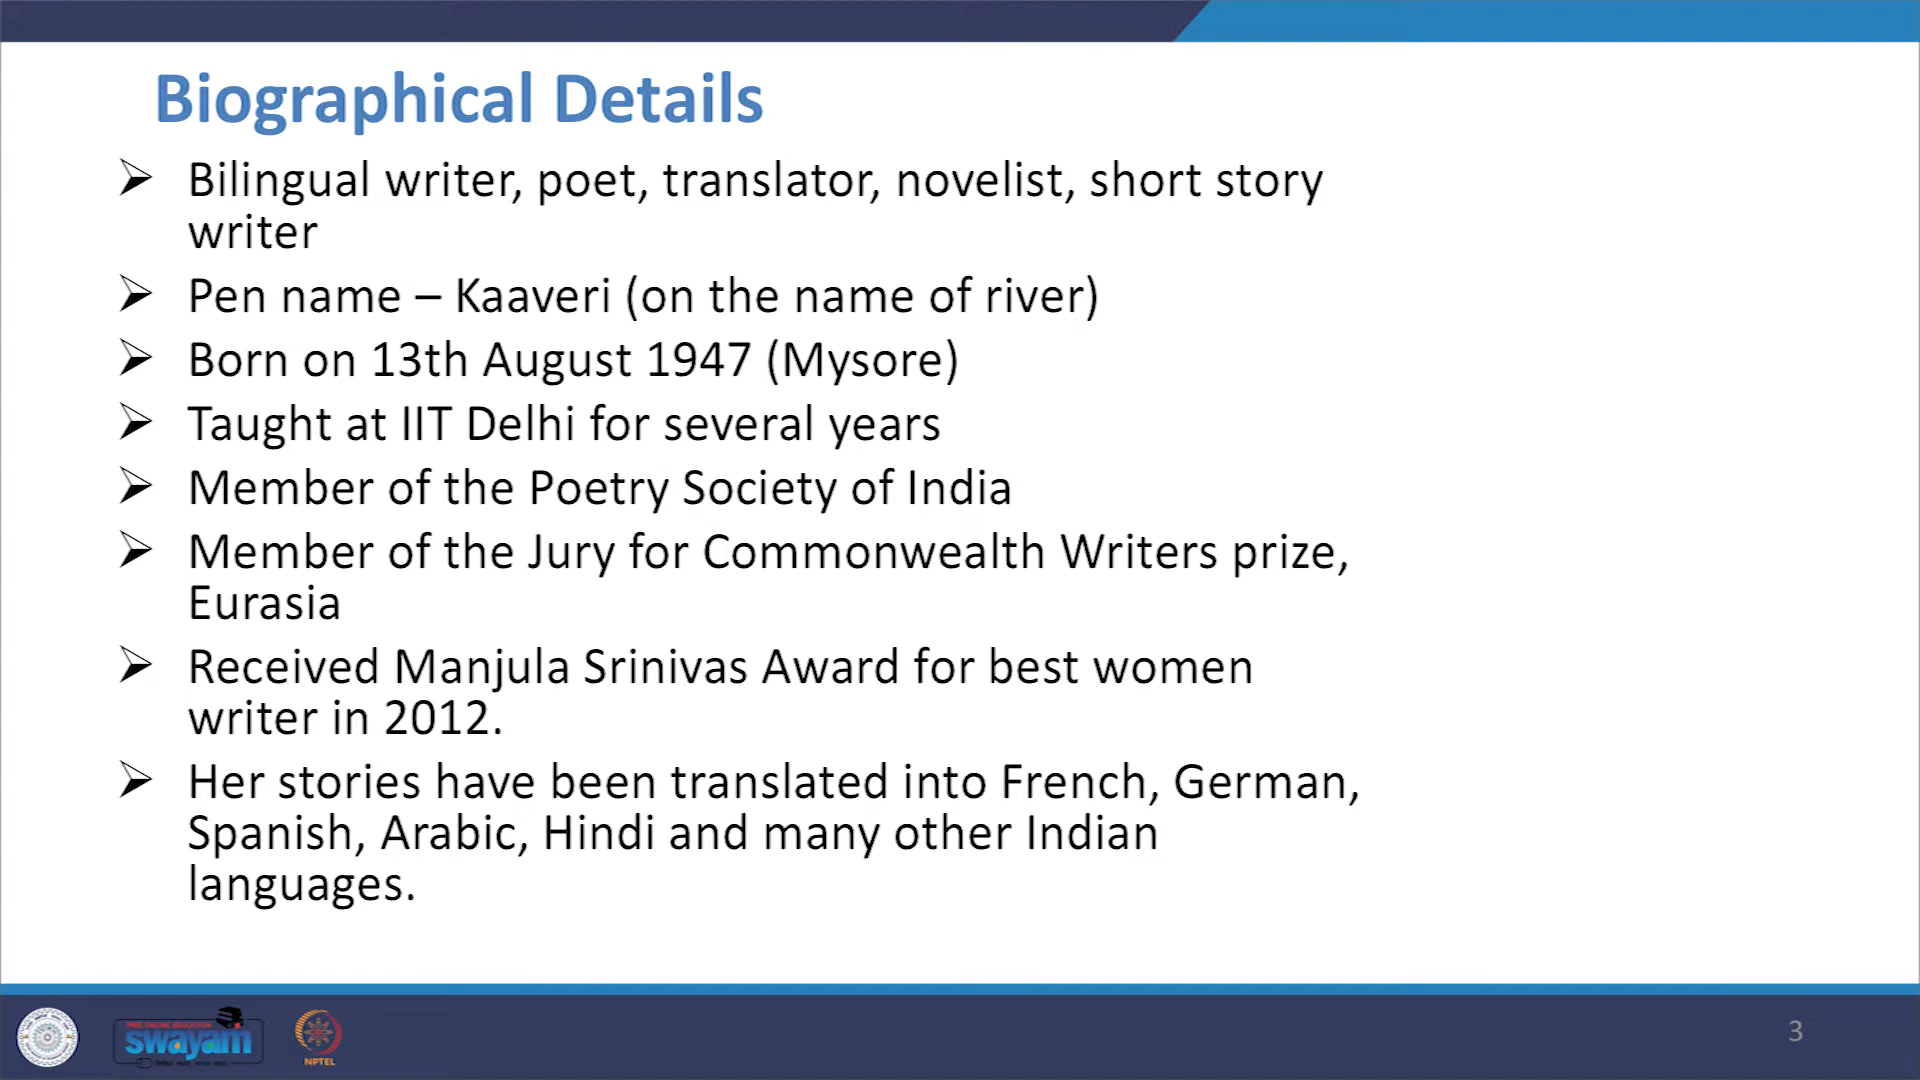 Biographical Details
Bilingual writer, poet, translator, novelist, short story
writer
Pen name – Kaaveri (on the name of river)
Born on 13th August 1947 (Mysore)
Taught at IIT Delhi for several years
Member of the Poetry Society of India
Member of the Jury for Commonwealth Writers prize,
Eurasia
Received Manjula Srinivas Award for best women
writer in 2012.
Her stories have been translated into French, German,
Spanish, Arabic, Hindi and many other Indian
languages.
FREE ONLINE EDUCATION
swayam
NPTEL
3